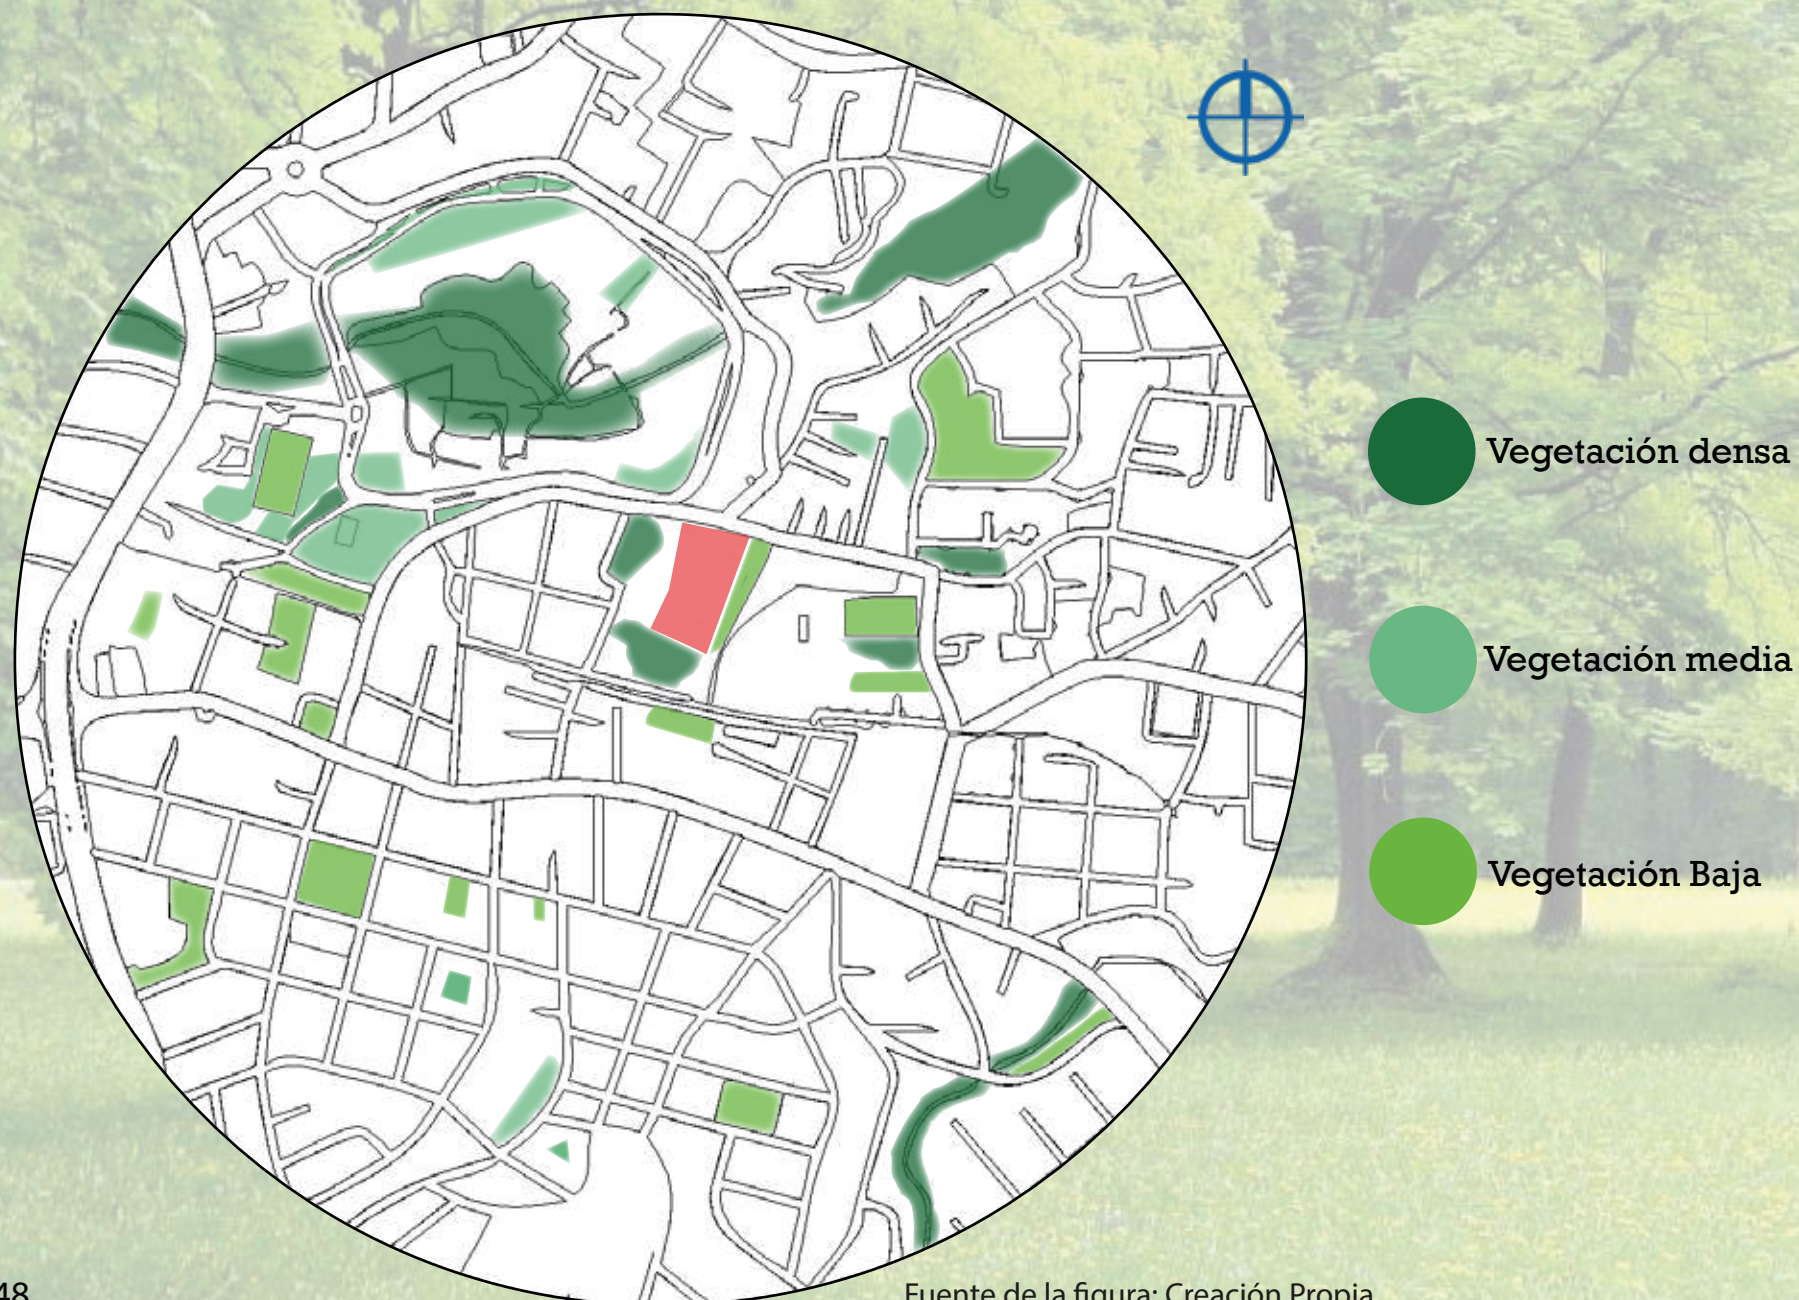 Vegetación densa
Vegetación media
Vegetación Baja
48
Fuente de la figura: Creación Propia